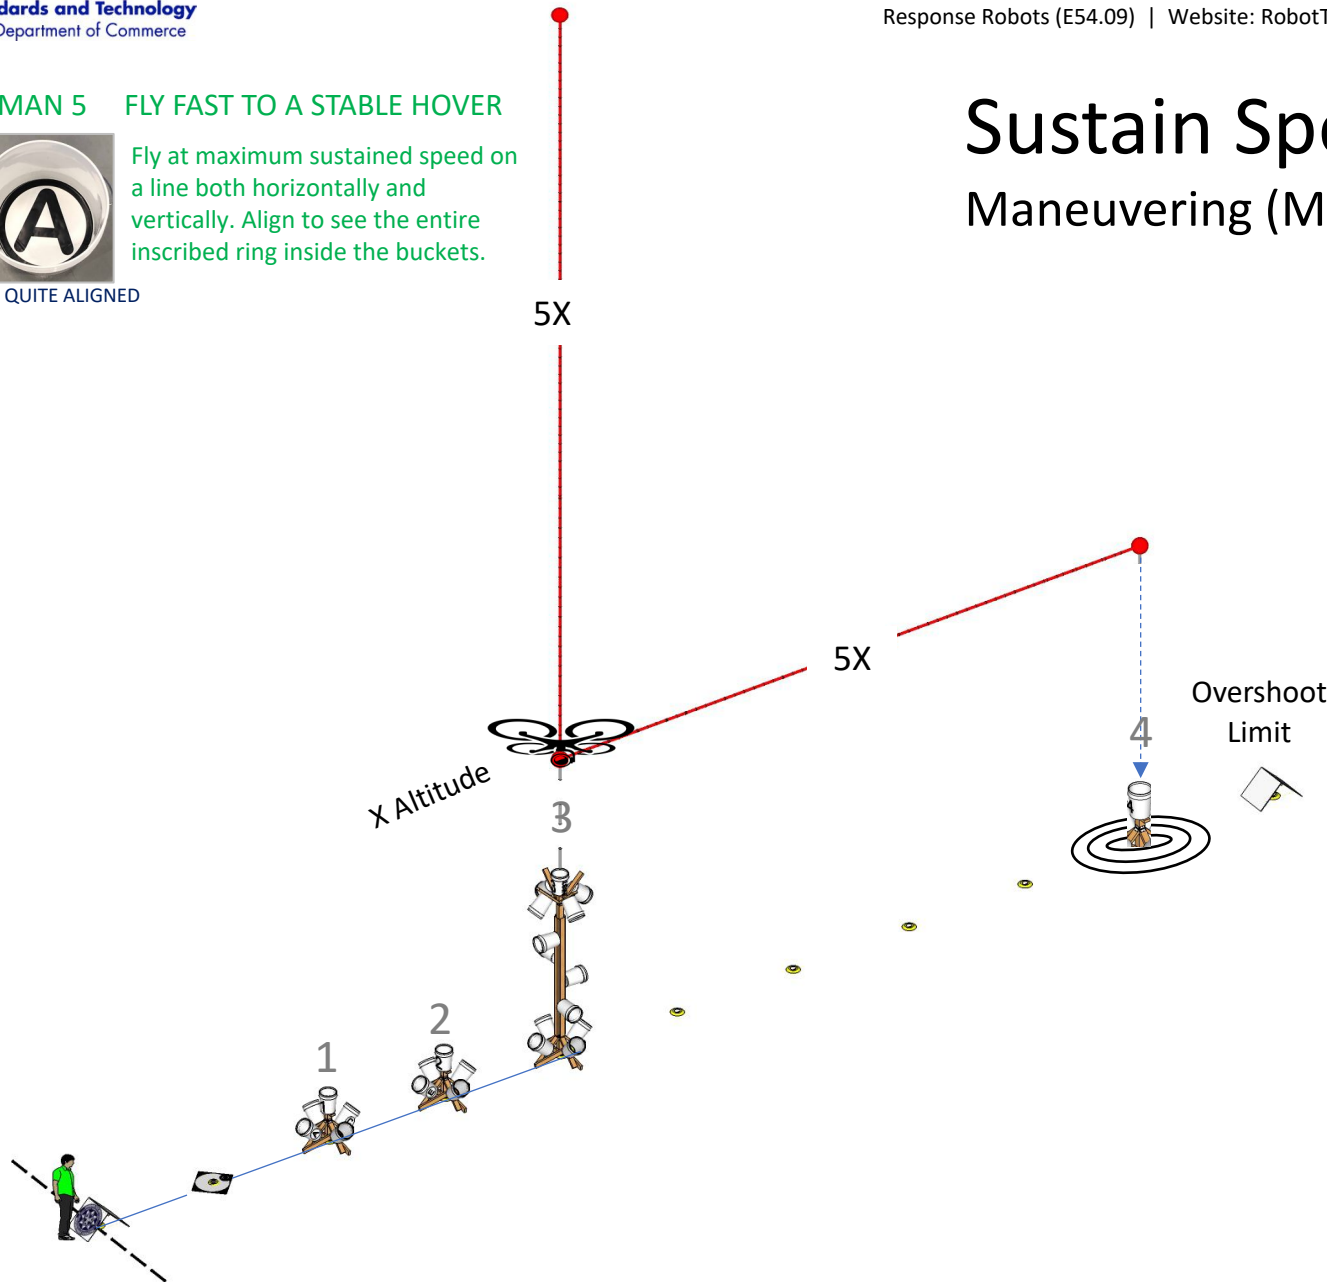 dards and Technology
Department of Commerce
Response Robots (E54.09) | Website: RobotT
MAN 5 FLY FAST TO A STABLE HOVER
Fly at maximum sustained speed on
a line both horizontally and
vertically. Align to see the entire
inscribed ring inside the buckets.
A
QUITE ALIGNED
Sustain Spe
Maneuvering (M
5X
5X
Overshoot
Limit
4
X Altitude
3
2
1